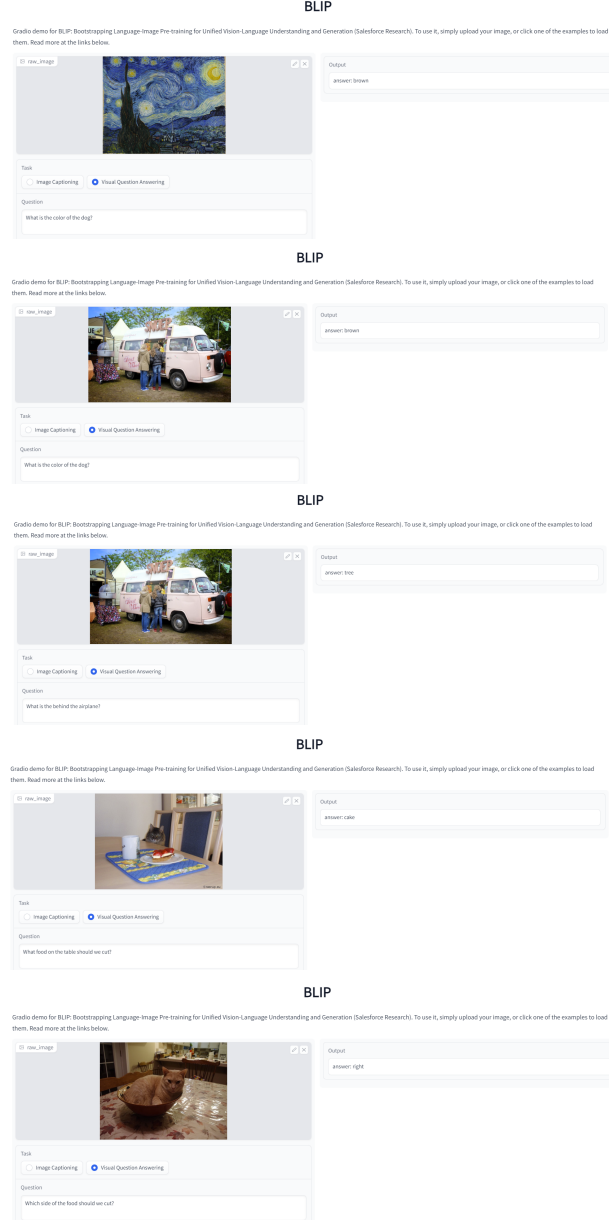 BLIP
Gradio demo for BLIP: Bootstrapping Language-Image Pre-training for Unified Vision-Language Understanding and Generation (Salesforce Research). To use it, simply upload your image, or click one of the examples to load
them. Read more at the links below.
raw_image
Output
answer: brown
Task
Image Captioning
Visual Question Answering
Question
What is the color of the dog?
BLIP
Gradio demo for BLIP: Bootstrapping Language-Image Pre-training for Unified Vision-Language Understanding and Generation (Salesforce Research). To use it, simply upload your image, or click one of the examples to load
them. Read more at the links below.
raw_image
Output
answer: brown
Task
Image Captioning
Visual Question Answering
Question
What is the color of the dog?
BLIP
Gradio demo for BLIP: Bootstrapping Language-Image Pre-training for Unified Vision-Language Understanding and Generation (Salesforce Research). To use it, simply upload your image, or click one of the examples to load
them. Read more at the links below.
raw_image
Output
answer: tree
Task
Image Captioning
Visual Question Answering
Question
What is the behind the airplane?
BLIP
Gradio demo for BLIP: Bootstrapping Language-Image Pre-training for Unified Vision-Language Understanding and Generation (Salesforce Research). To use it, simply upload your image, or click one of the examples to load
them. Read more at the links below.
raw_image
Output
answer: cake
Task
Image Captioning
Visual Question Answering
Question
What food on the table should we cut?
BLIP
Gradio demo for BLIP: Bootstrapping Language-Image Pre-training for Unified Vision-Language Understanding and Generation (Salesforce Research). To use it, simply upload your image, or click one of the examples to load
them. Read more at the links below.
raw_image
Output
answer: right
Task
Image Captioning
Visual Question Answering
Question
Which side of the food should we cut?